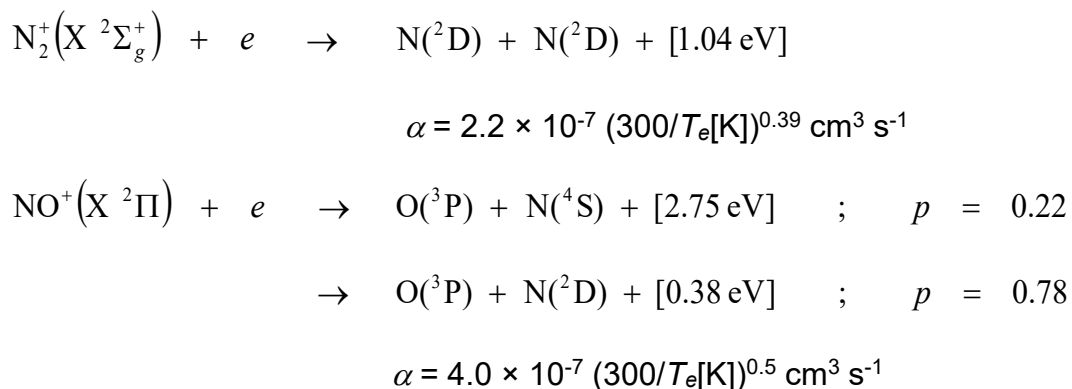 N₂⁺(X ²Σg⁺) + e → N(²D) + N(²D) + [1.04 eV]
α = 2.2 × 10⁻⁷ (300/Tₑ[K])⁰·³⁹ cm³ s⁻¹
NO⁺(X ²Π) + e → O(³P) + N(⁴S) + [2.75 eV] ; p = 0.22
→ O(³P) + N(²D) + [0.38 eV] ; p = 0.78
α = 4.0 × 10⁻⁷ (300/Tₑ[K])⁰·⁵ cm³ s⁻¹